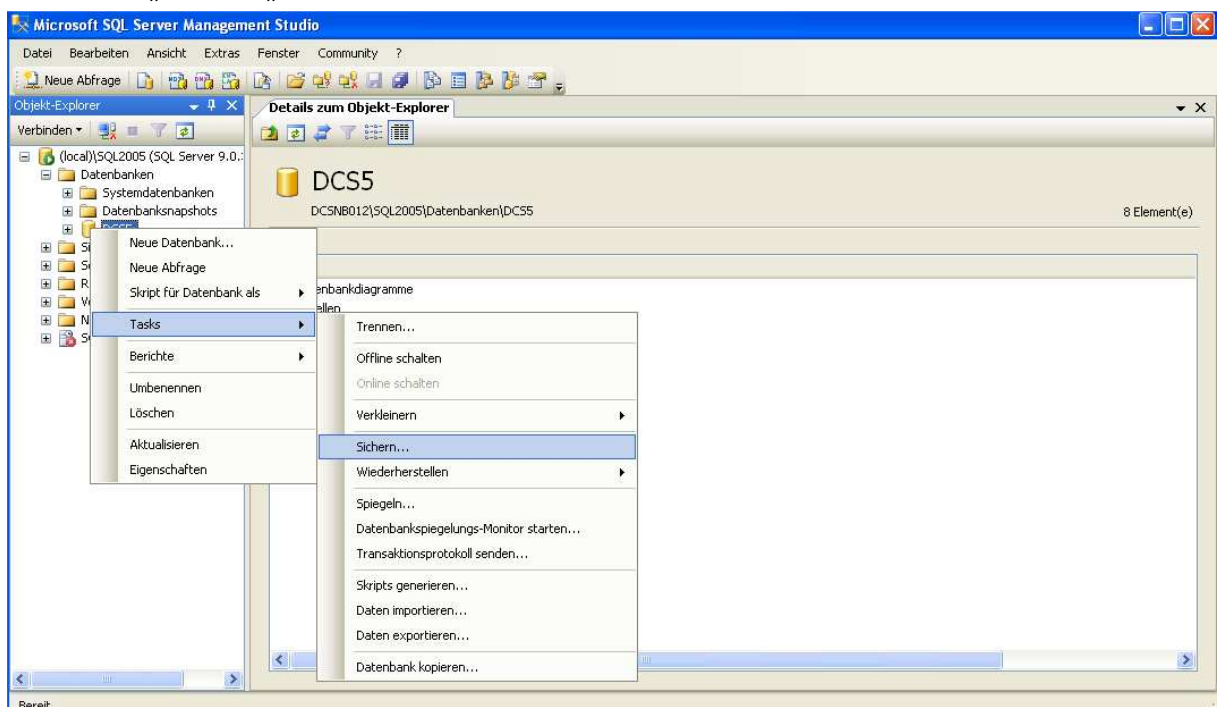 Microsoft SQL Server Management Studio
Datei Bearbeiten Ansicht Extras Fenster Community ?
Neue Abfrage
Objekt-Explorer
Verbinden
(local)\SQL2005 (SQL Server 9.0.
Datenbanken
Systemdatenbanken
Datenbanksnapshots
Details zum Objekt-Explorer
DCS5
DCSNB012\SQL2005\Datenbanken\DCS5
8 Element(e)
Neue Datenbank...
Neue Abfrage
Skript für Datenbank als
Tasks
Berichte
Umbenennen
Löschen
Aktualisieren
Eigenschaften
enbankdiagramme
ellen
Trennen...
Offline schalten
Online schalten
Verkleinern
Sichern...
Wiederherstellen
Spiegeln...
Datenbankspiegelungs-Monitor starten...
Transaktionsprotokoll senden...
Skripts generieren...
Daten importieren...
Daten exportieren...
Datenbank kopieren...
Bereit